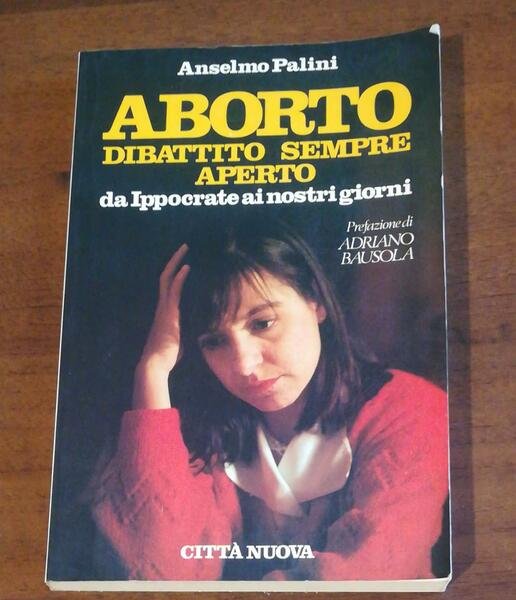 Anselmo Palini
ABORTO
DIBATTITO SEMPRE
APERTO
da Ippocrate ai nostri giorni
Prefazione di
ADRIANO
BAUSOLA
CITTÀ NUOVA